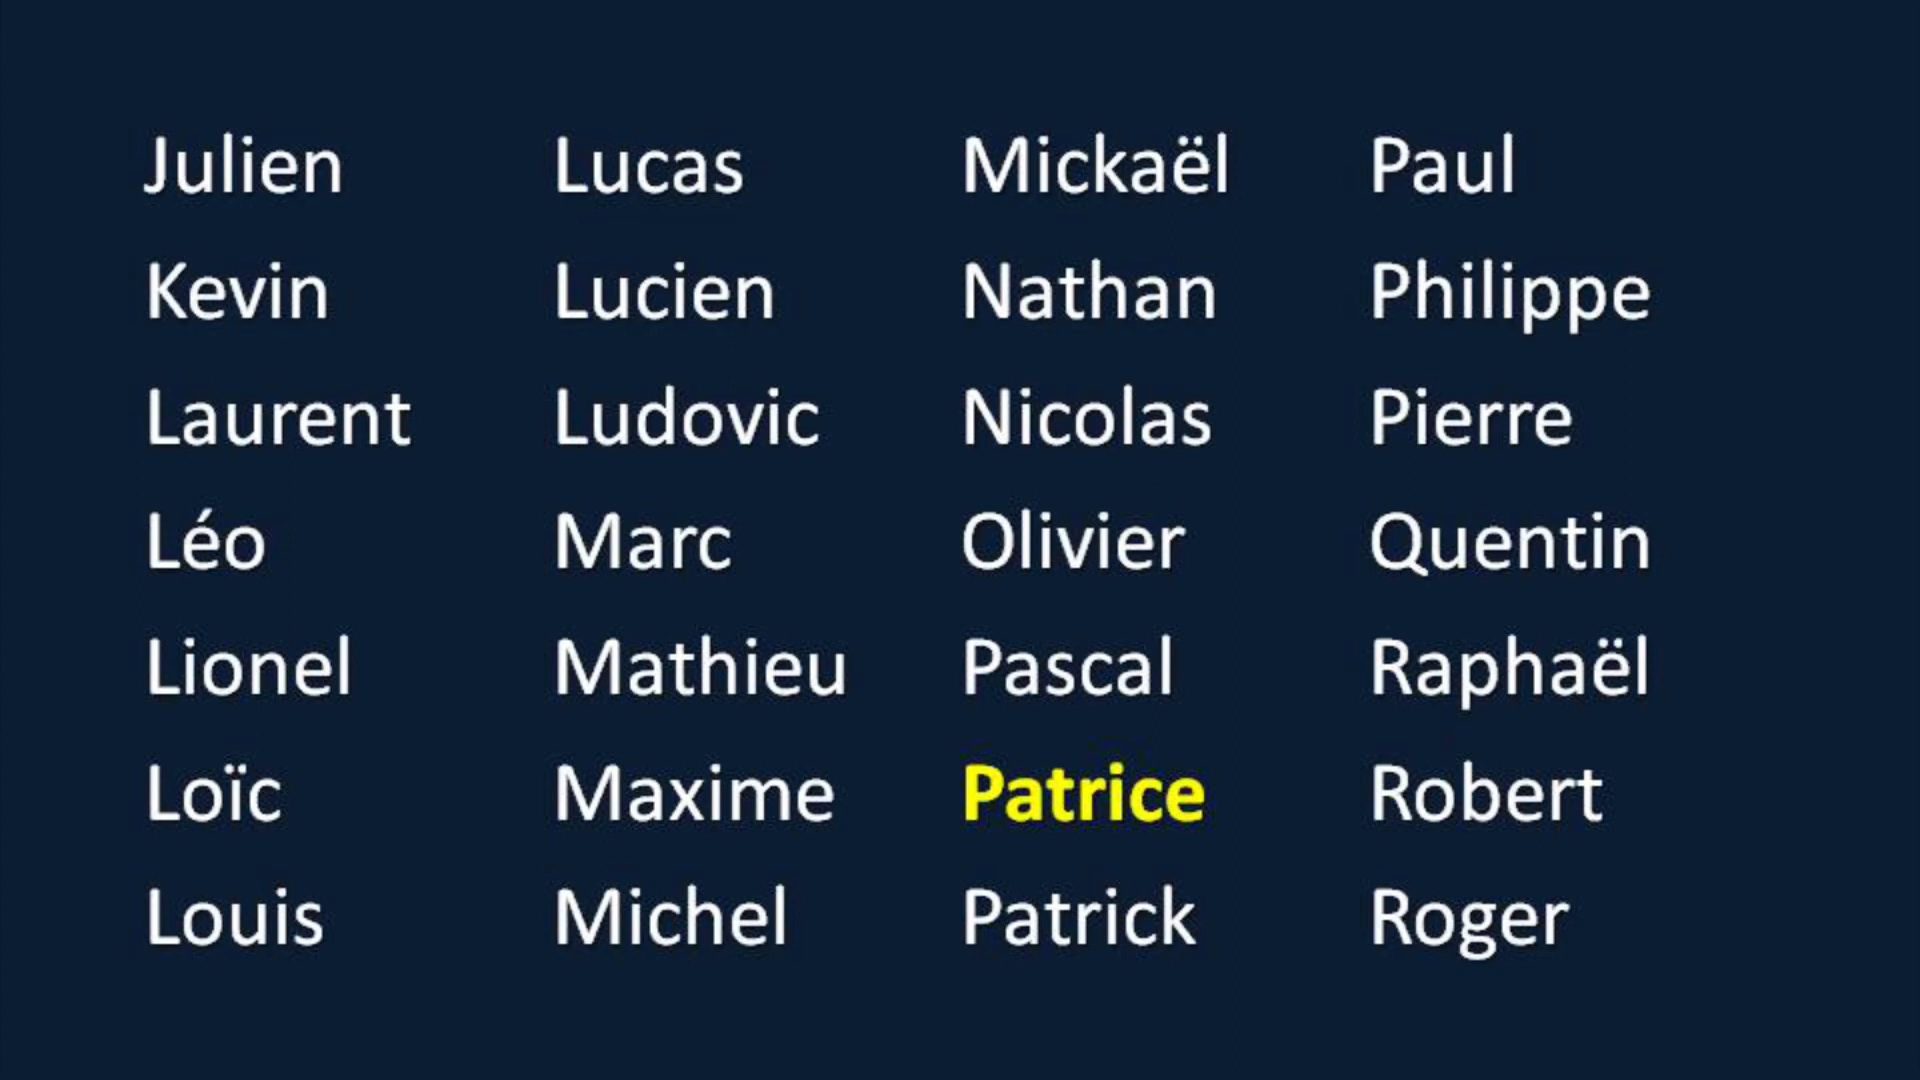 Julien Lucas Mickaël Paul
Kevin Lucien Nathan Philippe
Laurent Ludovic Nicolas Pierre
Léo Marc Olivier Quentin
Lionel Mathieu Pascal Raphaël
Loïc Maxime Patrice Robert
Louis Michel Patrick Roger